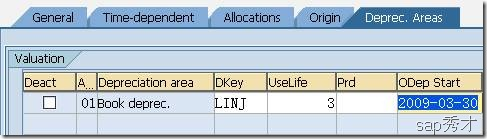 General Time-dependent Allocations Origin Deprec. Areas
Valuation
Deact A... Depreciation area DKey UseLife Prd ODep Start
01 Book deprec. LINJ 3 2009-03-30
sap秀才